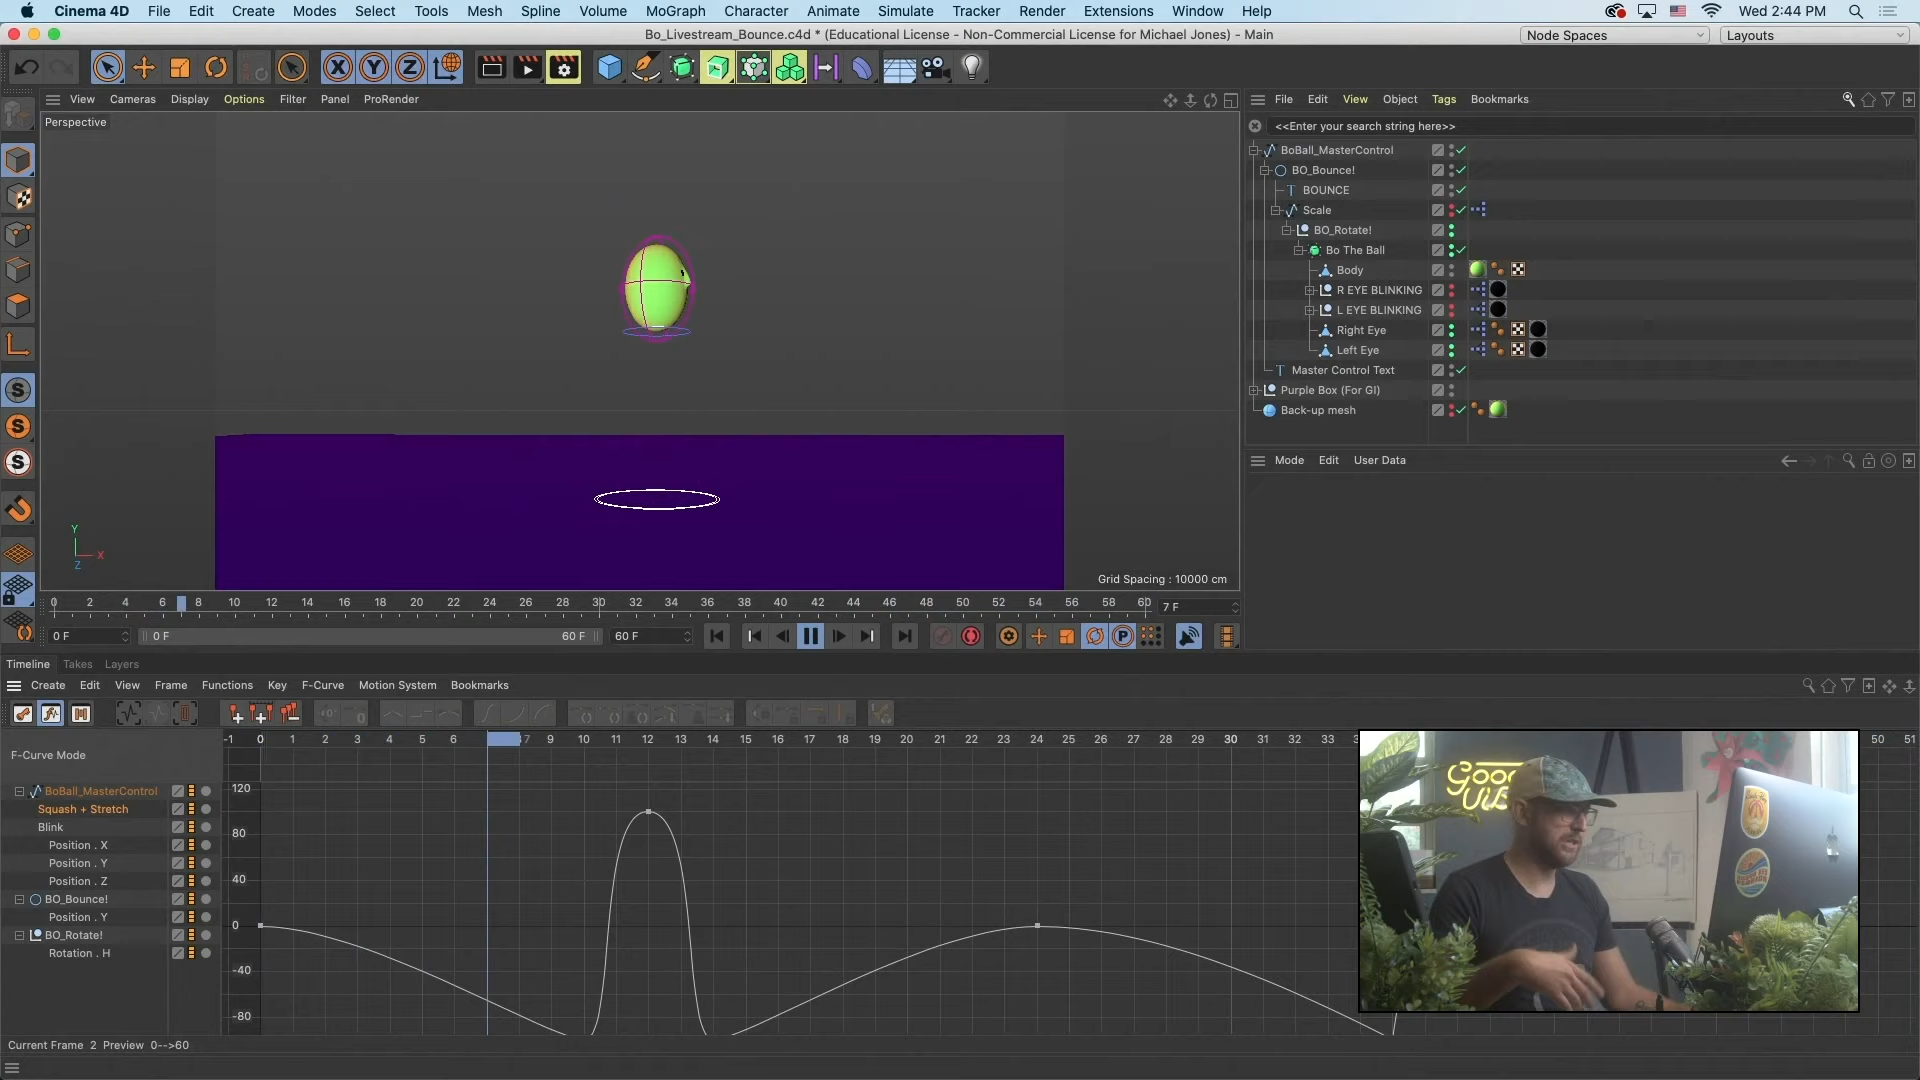 Cinema 4D File Edit Create Modes Select Tools Mesh Spline Volume MoGraph Character Animate Simulate Tracker Render Extensions Window Help Wed 2:44 PM
Bo_Livestream_Bounce.c4d * (Educational License - Non-Commercial License for Michael Jones) - Main
Node Spaces Layouts
X Y Z
View Cameras Display Options Filter Panel ProRender
File Edit View Object Tags Bookmarks
Perspective
<<Enter your search string here>>
BoBall_MasterControl
BO_Bounce!
BOUNCE
Scale
BO_Rotate!
Bo The Ball
Body
R EYE BLINKING
L EYE BLINKING
Right Eye
Left Eye
Master Control Text
Purple Box (For GI)
Back-up mesh
Mode Edit User Data
S
S
S
Y
X
Z
Grid Spacing : 10000 cm
0 2 4 6 8 10 12 14 16 18 20 22 24 26 28 30 32 34 36 38 40 42 44 46 48 50 52 54 56 58 60 7 F
0 F 0 F 60 F 60 F P
Timeline Takes Layers
Create Edit View Frame Functions Key F-Curve Motion System Bookmarks
-1 0 1 2 3 4 5 6 7 8 9 10 11 12 13 14 15 16 17 18 19 20 21 22 23 24 25 26 27 28 29 30 31 32 33 50 51
F-Curve Mode
BoBall_MasterControl
Squash + Stretch
Blink
Position . X
Position . Y
Position . Z
BO_Bounce!
Position . Y
BO_Rotate!
Rotation . H
120
80
40
0
-40
-80
Current Frame 2 Preview 0-->60